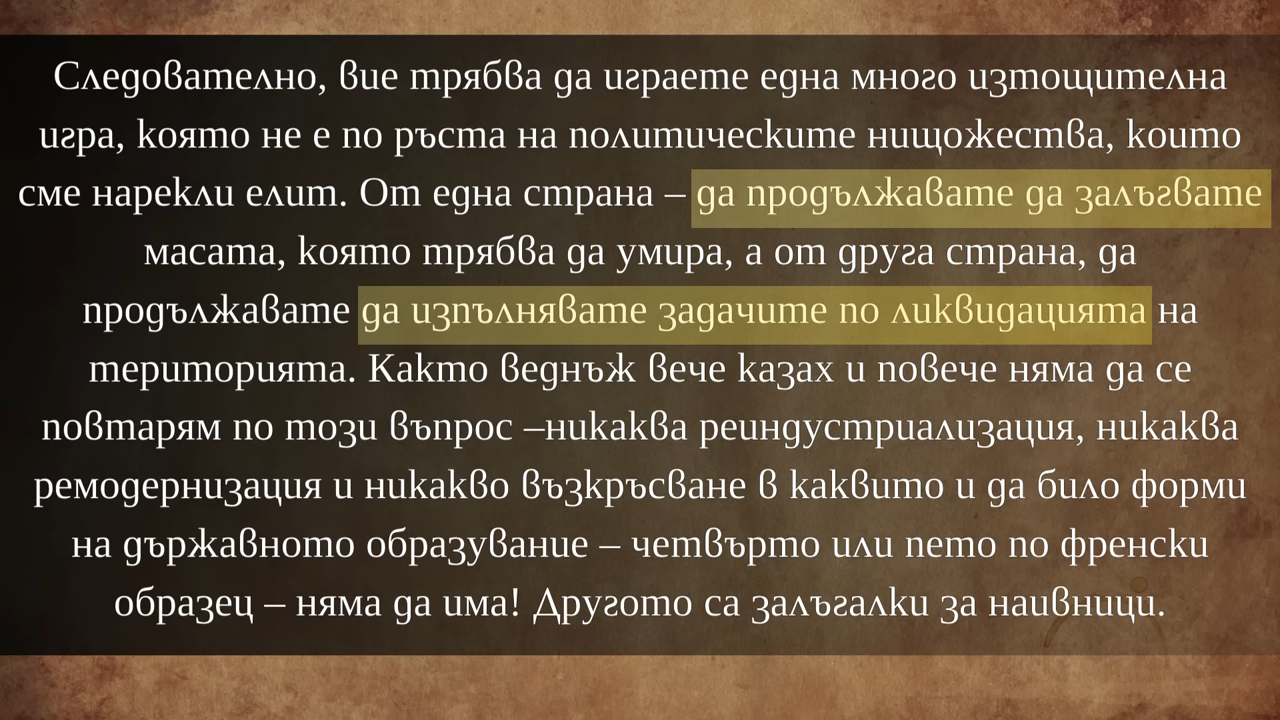 Следователно, вие трябва да играете една много изтощителна
игра, която не е по ръста на политическите нищожества, които
сме нарекли елит. От една страна – да продължавате да залъгвате
масата, която трябва да умира, а от друга страна, да
продължавате да изпълнявате задачите по ликвидацията на
територията. Както веднъж вече казах и повече няма да се
повтарям по този въпрос –никаква реиндустриализация, никаква
ремодернизация и никакво възкръсване в каквито и да било форми
на държавното образувание – четвърто или пето по френски
образец – няма да има! Другото са залъгалки за наивници.